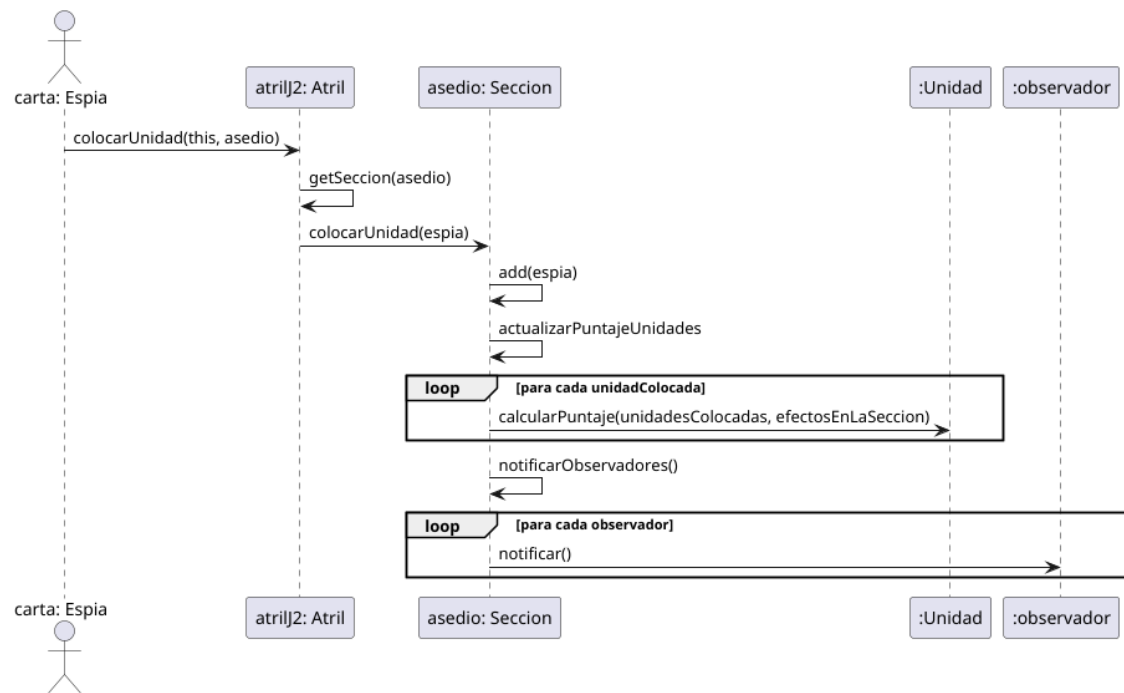 carta: Espia
atrilJ2: Atril
asedio: Seccion
:Unidad
:observador
colocarUnidad(this, asedio)
getSeccion(asedio)
colocarUnidad(espia)
add(espia)
actualizarPuntajeUnidades
loop
[para cada unidadColocada]
calcularPuntaje(unidadesColocadas, efectosEnLaSeccion)
notificarObservadores()
loop
[para cada observador]
notificar()
carta: Espia
atrilJ2: Atril
asedio: Seccion
:Unidad
:observador